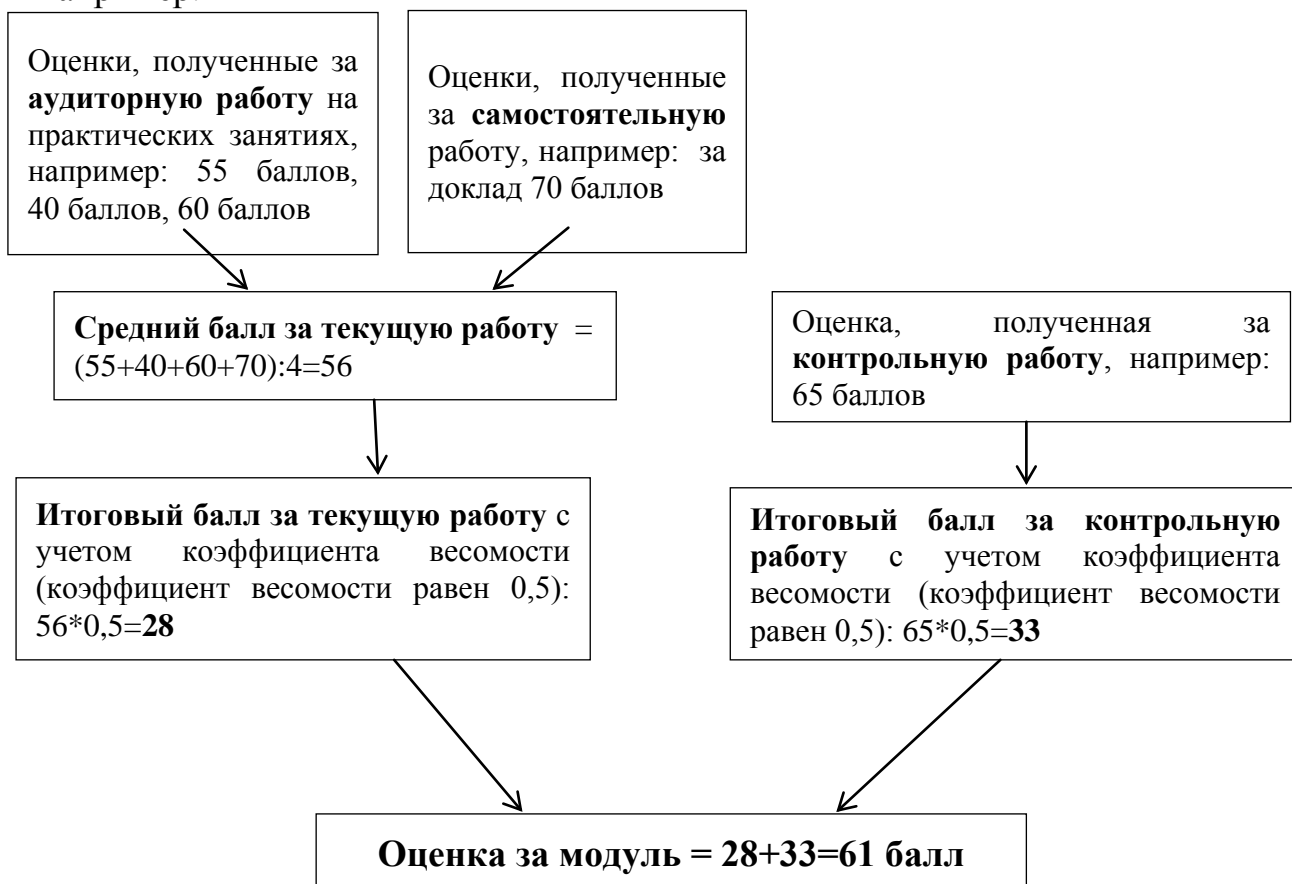 Оценки, полученные за
аудиторную работу на
практических занятиях,
например: 55 баллов,
40 баллов, 60 баллов
Оценки, полученные
за самостоятельную
работу, например: за
доклад 70 баллов
Средний балл за текущую работу =
(55+40+60+70):4=56
Оценка, полученная за
контрольную работу, например:
65 баллов
Итоговый балл за текущую работу с
учетом коэффициента весомости
(коэффициент весомости равен 0,5):
56*0,5=28
Итоговый балл за контрольную
работу с учетом коэффициента
весомости (коэффициент весомости
равен 0,5): 65*0,5=33
Оценка за модуль = 28+33=61 балл